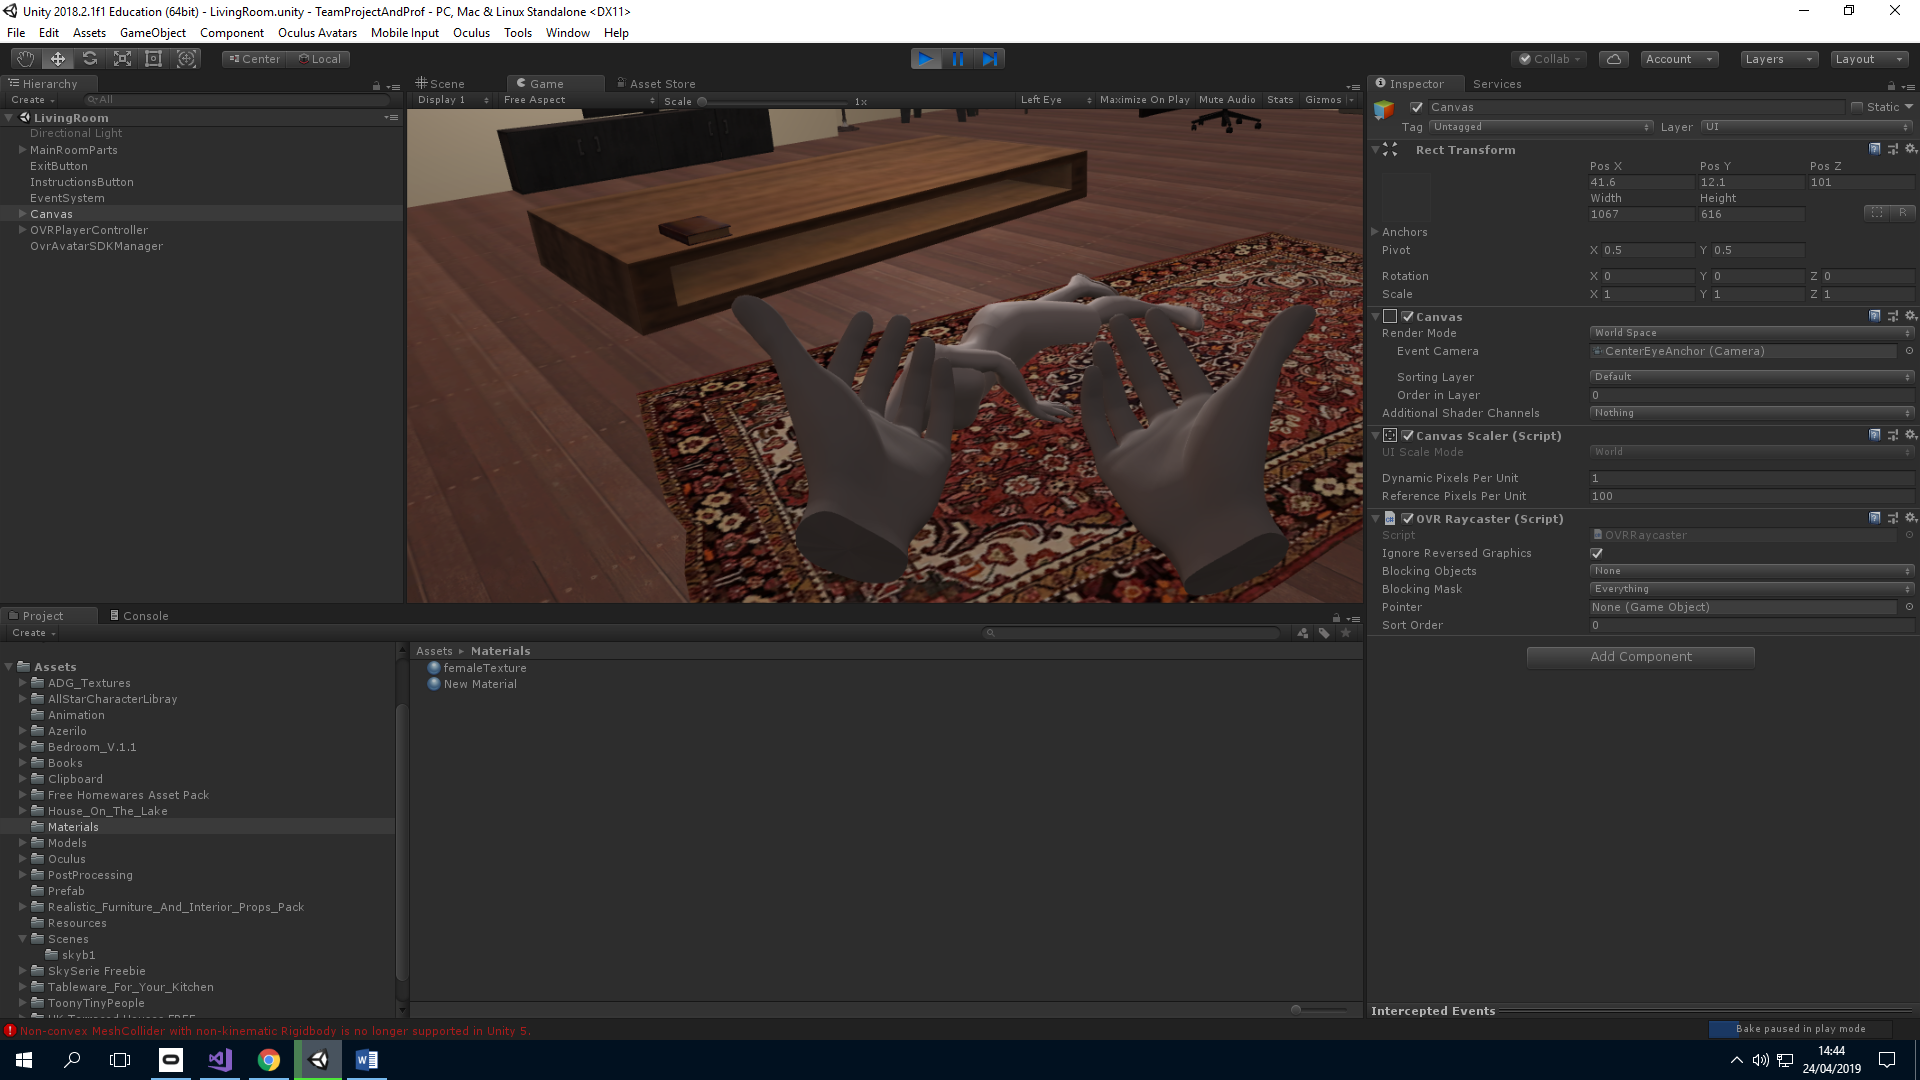 Unity 2018.2.1f1 Education (64bit) - LivingRoom.unity - TeamProjectAndProf - PC, Mac & Linux Standalone <DX11>
File Edit Assets GameObject Component Oculus Avatars Mobile Input Oculus Tools Window Help
Center Local Collab Account Layers Layout
Hierarchy
Create All
LivingRoom
Directional Light
MainRoomParts
ExitButton
InstructionsButton
EventSystem
Canvas
OVRPlayerController
OvrAvatarSDKManager
Scene Game Asset Store
Display 1 Free Aspect Scale 1x Left Eye Maximize On Play Mute Audio Stats Gizmos
Inspector Services
Canvas Static
Tag Untagged Layer UI
Rect Transform
Pos X Pos Y Pos Z
41.6 12.1 101
Width Height
1067 616 R
Anchors
Pivot X 0.5 Y 0.5
Rotation X 0 Y 0 Z 0
Scale X 1 Y 1 Z 1
Canvas
Render Mode World Space
Event Camera CenterEyeAnchor (Camera)
Sorting Layer Default
Order in Layer 0
Additional Shader Channels Nothing
Canvas Scaler (Script)
UI Scale Mode World
Dynamic Pixels Per Unit 1
Reference Pixels Per Unit 100
OVR Raycaster (Script)
Script OVRRaycaster
Ignore Reversed Graphics
Blocking Objects None
Blocking Mask Everything
Pointer None (Game Object)
Sort Order 0
Add Component
Intercepted Events
Project Console
Create
Assets
ADG_Textures
AllStarCharacterLibray
Animation
Azerilo
Bedroom_V.1.1
Books
Clipboard
Free Homewares Asset Pack
House_On_The_Lake
Materials
Models
Oculus
PostProcessing
Prefab
Realistic_Furniture_And_Interior_Props_Pack
Resources
Scenes
skyb1
SkySerie Freebie
Tableware_For_Your_Kitchen
ToonyTinyPeople
Assets Materials
femaleTexture
New Material
Non-convex MeshCollider with non-kinematic Rigidbody is no longer supported in Unity 5.
Bake paused in play mode
14:44
24/04/2019